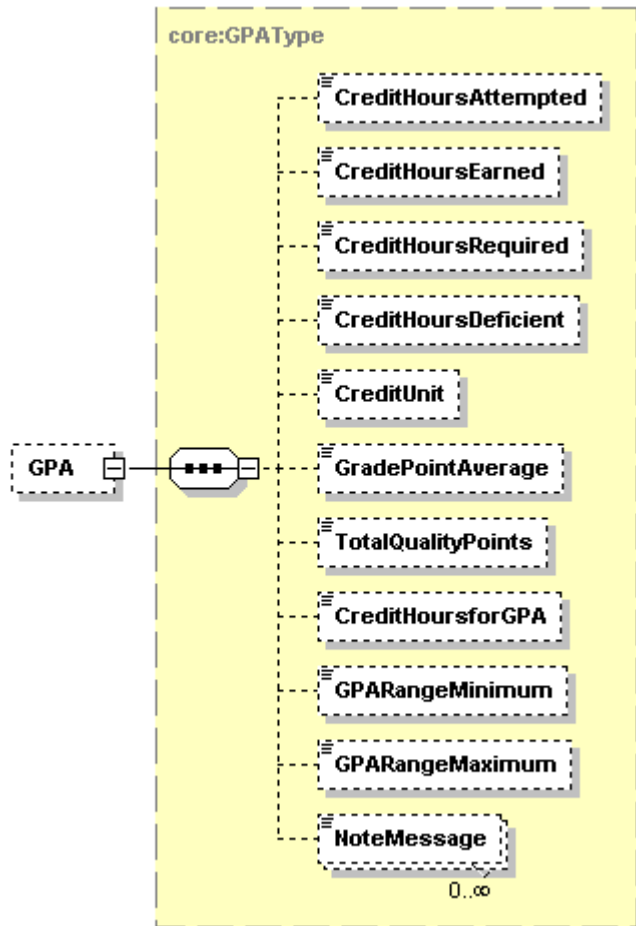 core:GPAType
CreditHoursAttempted
CreditHoursEarned
CreditHoursRequired
CreditHoursDeficient
CreditUnit
GPA
GradePointAverage
TotalQualityPoints
CreditHoursforGPA
GPARangeMinimum
GPARangeMaximum
NoteMessage
0..∞